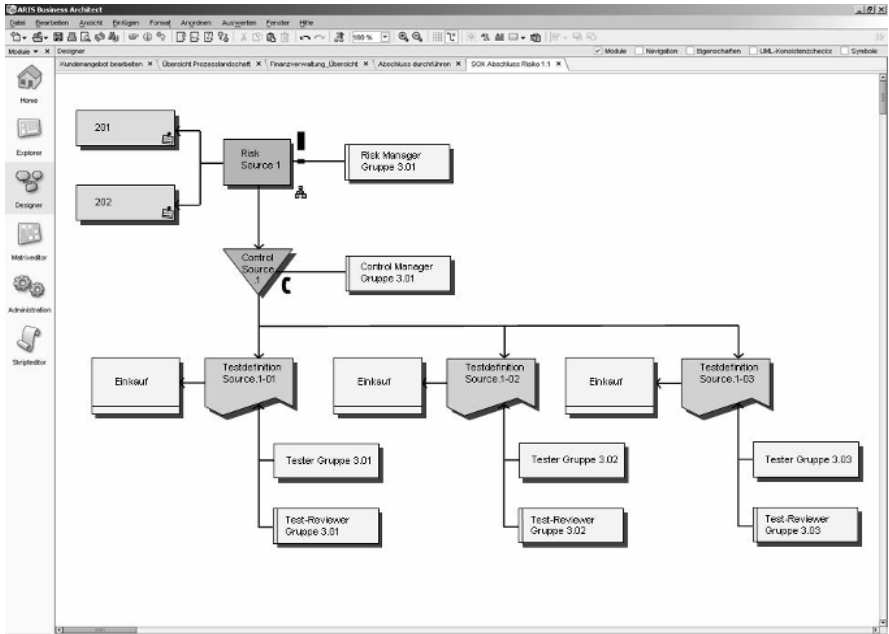 ARIS Business Architect
Datei Bearbeiten Ansicht Einfügen Format Anordnen Auswerten Fenster Hilfe
100 %
Module Designer Module Navigation Eigenschaften UML-Konsistenzchecks Symbole
Kundenangebot bearbeiten Übersicht Prozesslandschaft Finanzverwaltung_Übersicht Abschluss durchführen SOX Abschluss Risiko 1.1
Home
Explorer
Designer
Matrixeditor
Administration
Skripteditor
201
202
Risk
Source 1
Risk Manager
Gruppe 3.01
Control
Source
.1
Control Manager
Gruppe 3.01
Einkauf
Testdefinition
Source.1-01
Einkauf
Testdefinition
Source.1-02
Einkauf
Testdefinition
Source.1-03
Tester Gruppe 3.01
Tester Gruppe 3.02
Tester Gruppe 3.03
Test-Reviewer
Gruppe 3.01
Test-Reviewer
Gruppe 3.02
Test-Reviewer
Gruppe 3.03